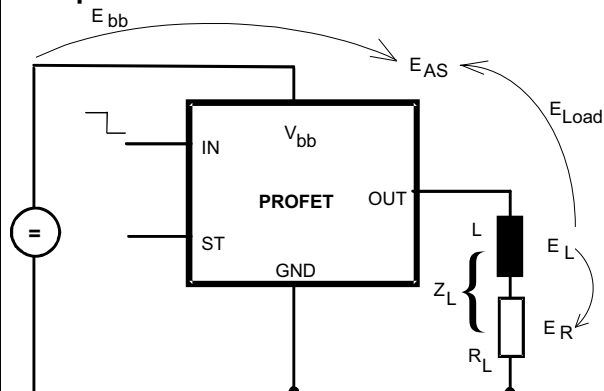 E bb
E AS
E Load
V bb
IN
PROFET
OUT
ST
GND
L
E L
Z L
{
E R
R L
=